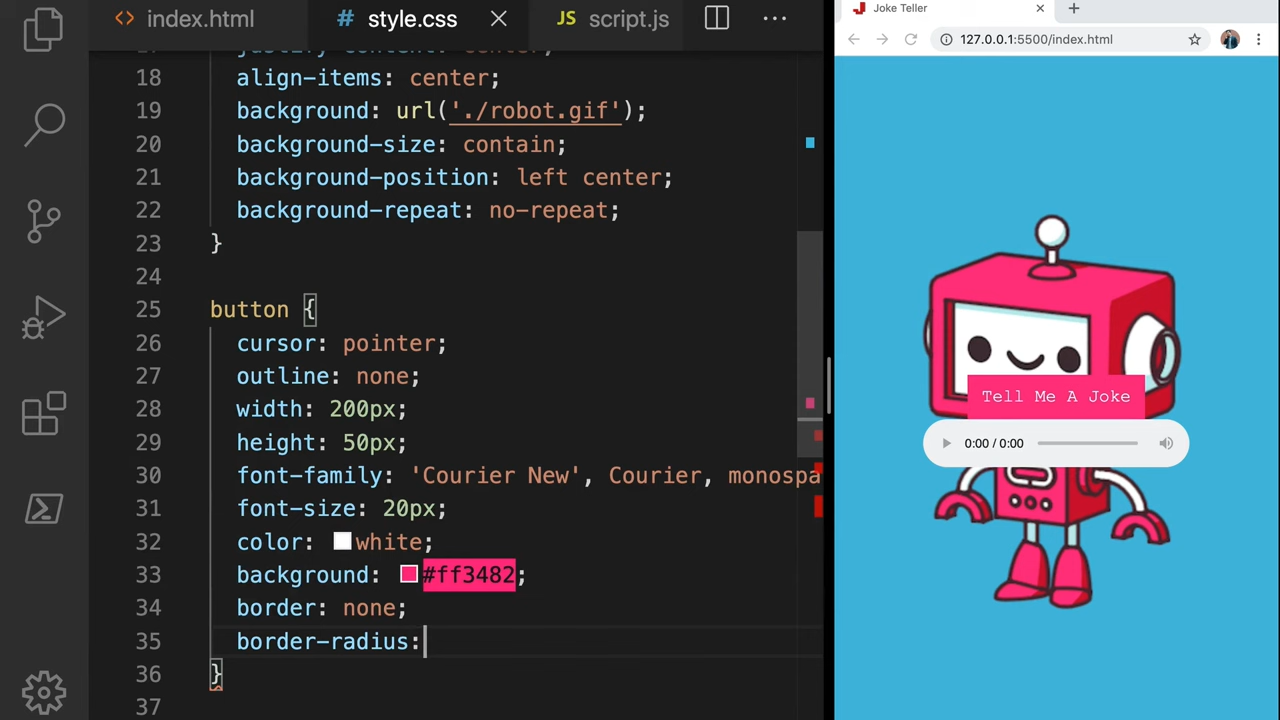 index.html
style.css
JS script.js
justify-content: center;
18 align-items: center;
19 background: url('./robot.gif');
20 background-size: contain;
21 background-position: left center;
22 background-repeat: no-repeat;
23 }
24
25 button {
26 cursor: pointer;
27 outline: none;
28 width: 200px;
29 height: 50px;
30 font-family: 'Courier New', Courier, monospa
31 font-size: 20px;
32 color: white;
33 background: #ff3482;
34 border: none;
35 border-radius:
36 }
37
Joke Teller
127.0.0.1:5500/index.html
Tell Me A Joke
0:00 / 0:00